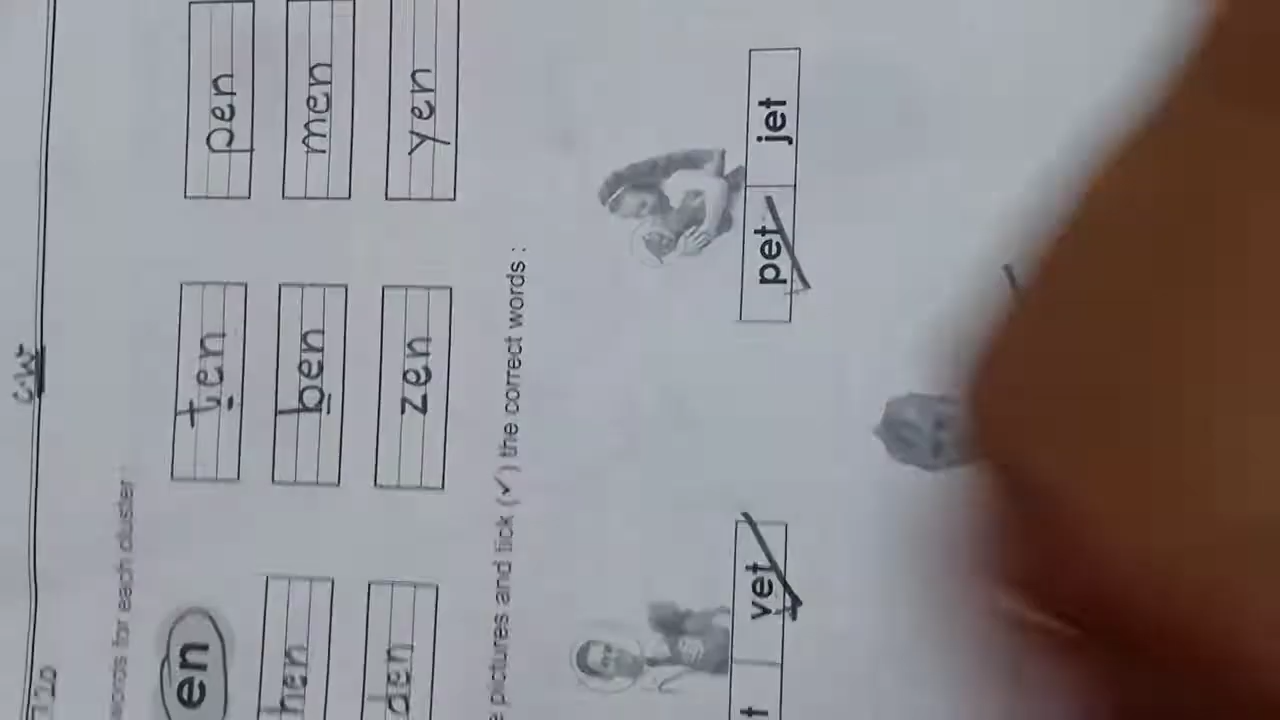 c.w
words for each cluster
en ten pen
hen ben men
den zen yen
pictures and tick (✓) the correct words :
vet pet jet